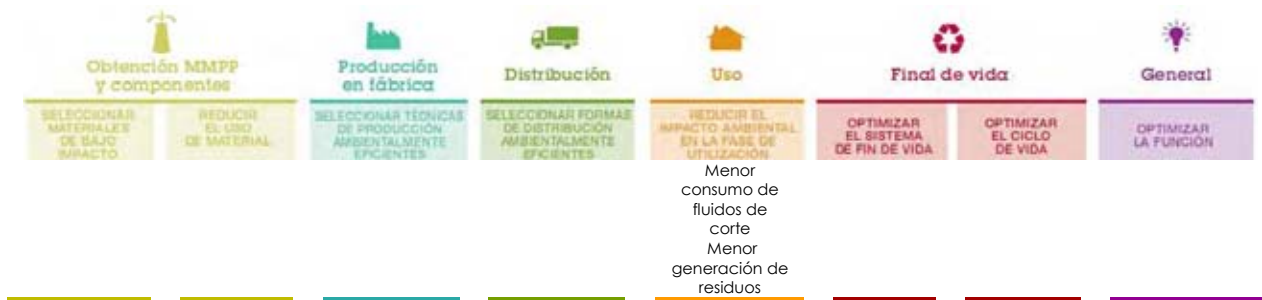 Obtención MMPP
y componentes
Producción
en fábrica
Distribución
Uso
Final de vida
General
SELECCIONAR
MATERIALES
DE BAJO
IMPACTO
REDUCIR
EL USO
DE MATERIAL
SELECCIONAR TÉCNICAS
DE PRODUCCIÓN
AMBIENTALMENTE
EFICIENTES
SELECCIONAR FORMAS
DE DISTRIBUCIÓN
AMBIENTALMENTE
EFICIENTES
REDUCIR EL
IMPACTO AMBIENTAL
EN LA FASE DE
UTILIZACIÓN
OPTIMIZAR
EL SISTEMA
DE FIN DE VIDA
OPTIMIZAR
EL CICLO
DE VIDA
OPTIMIZAR
LA FUNCIÓN
Menor
consumo de
fluidos de
corte
Menor
generación de
residuos